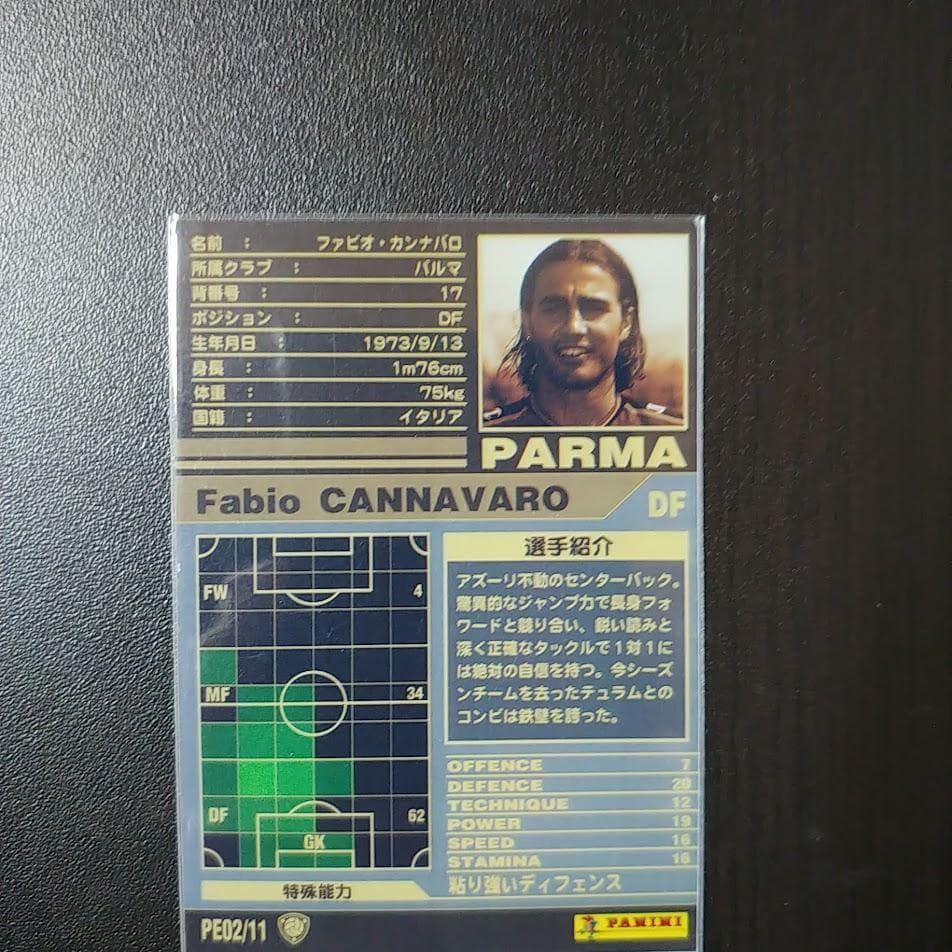 名前 : ファビオ・カンナバロ
所属クラブ : パルマ
背番号 : 17
ポジション : DF
生年月日 : 1973/9/13
身長 : 1m76cm
体重 : 75kg
国籍 : イタリア
PARMA
Fabio CANNAVARO DF
FW 4
MF 34
DF 62
GK
選手紹介
アズーリ不動のセンターバック。
驚異的なジャンプ力で長身フォ
ワードと競り合い、鋭い読みと
深く正確なタックルで1対1に
は絶対の自信を持つ。今シーズ
ンチームを去ったテュラムとの
コンビは鉄壁を誇った。
OFFENCE 7
DEFENCE 20
TECHNIQUE 12
POWER 19
SPEED 16
STAMINA 16
特殊能力 粘り強いディフェンス
PE02/11 PANINI